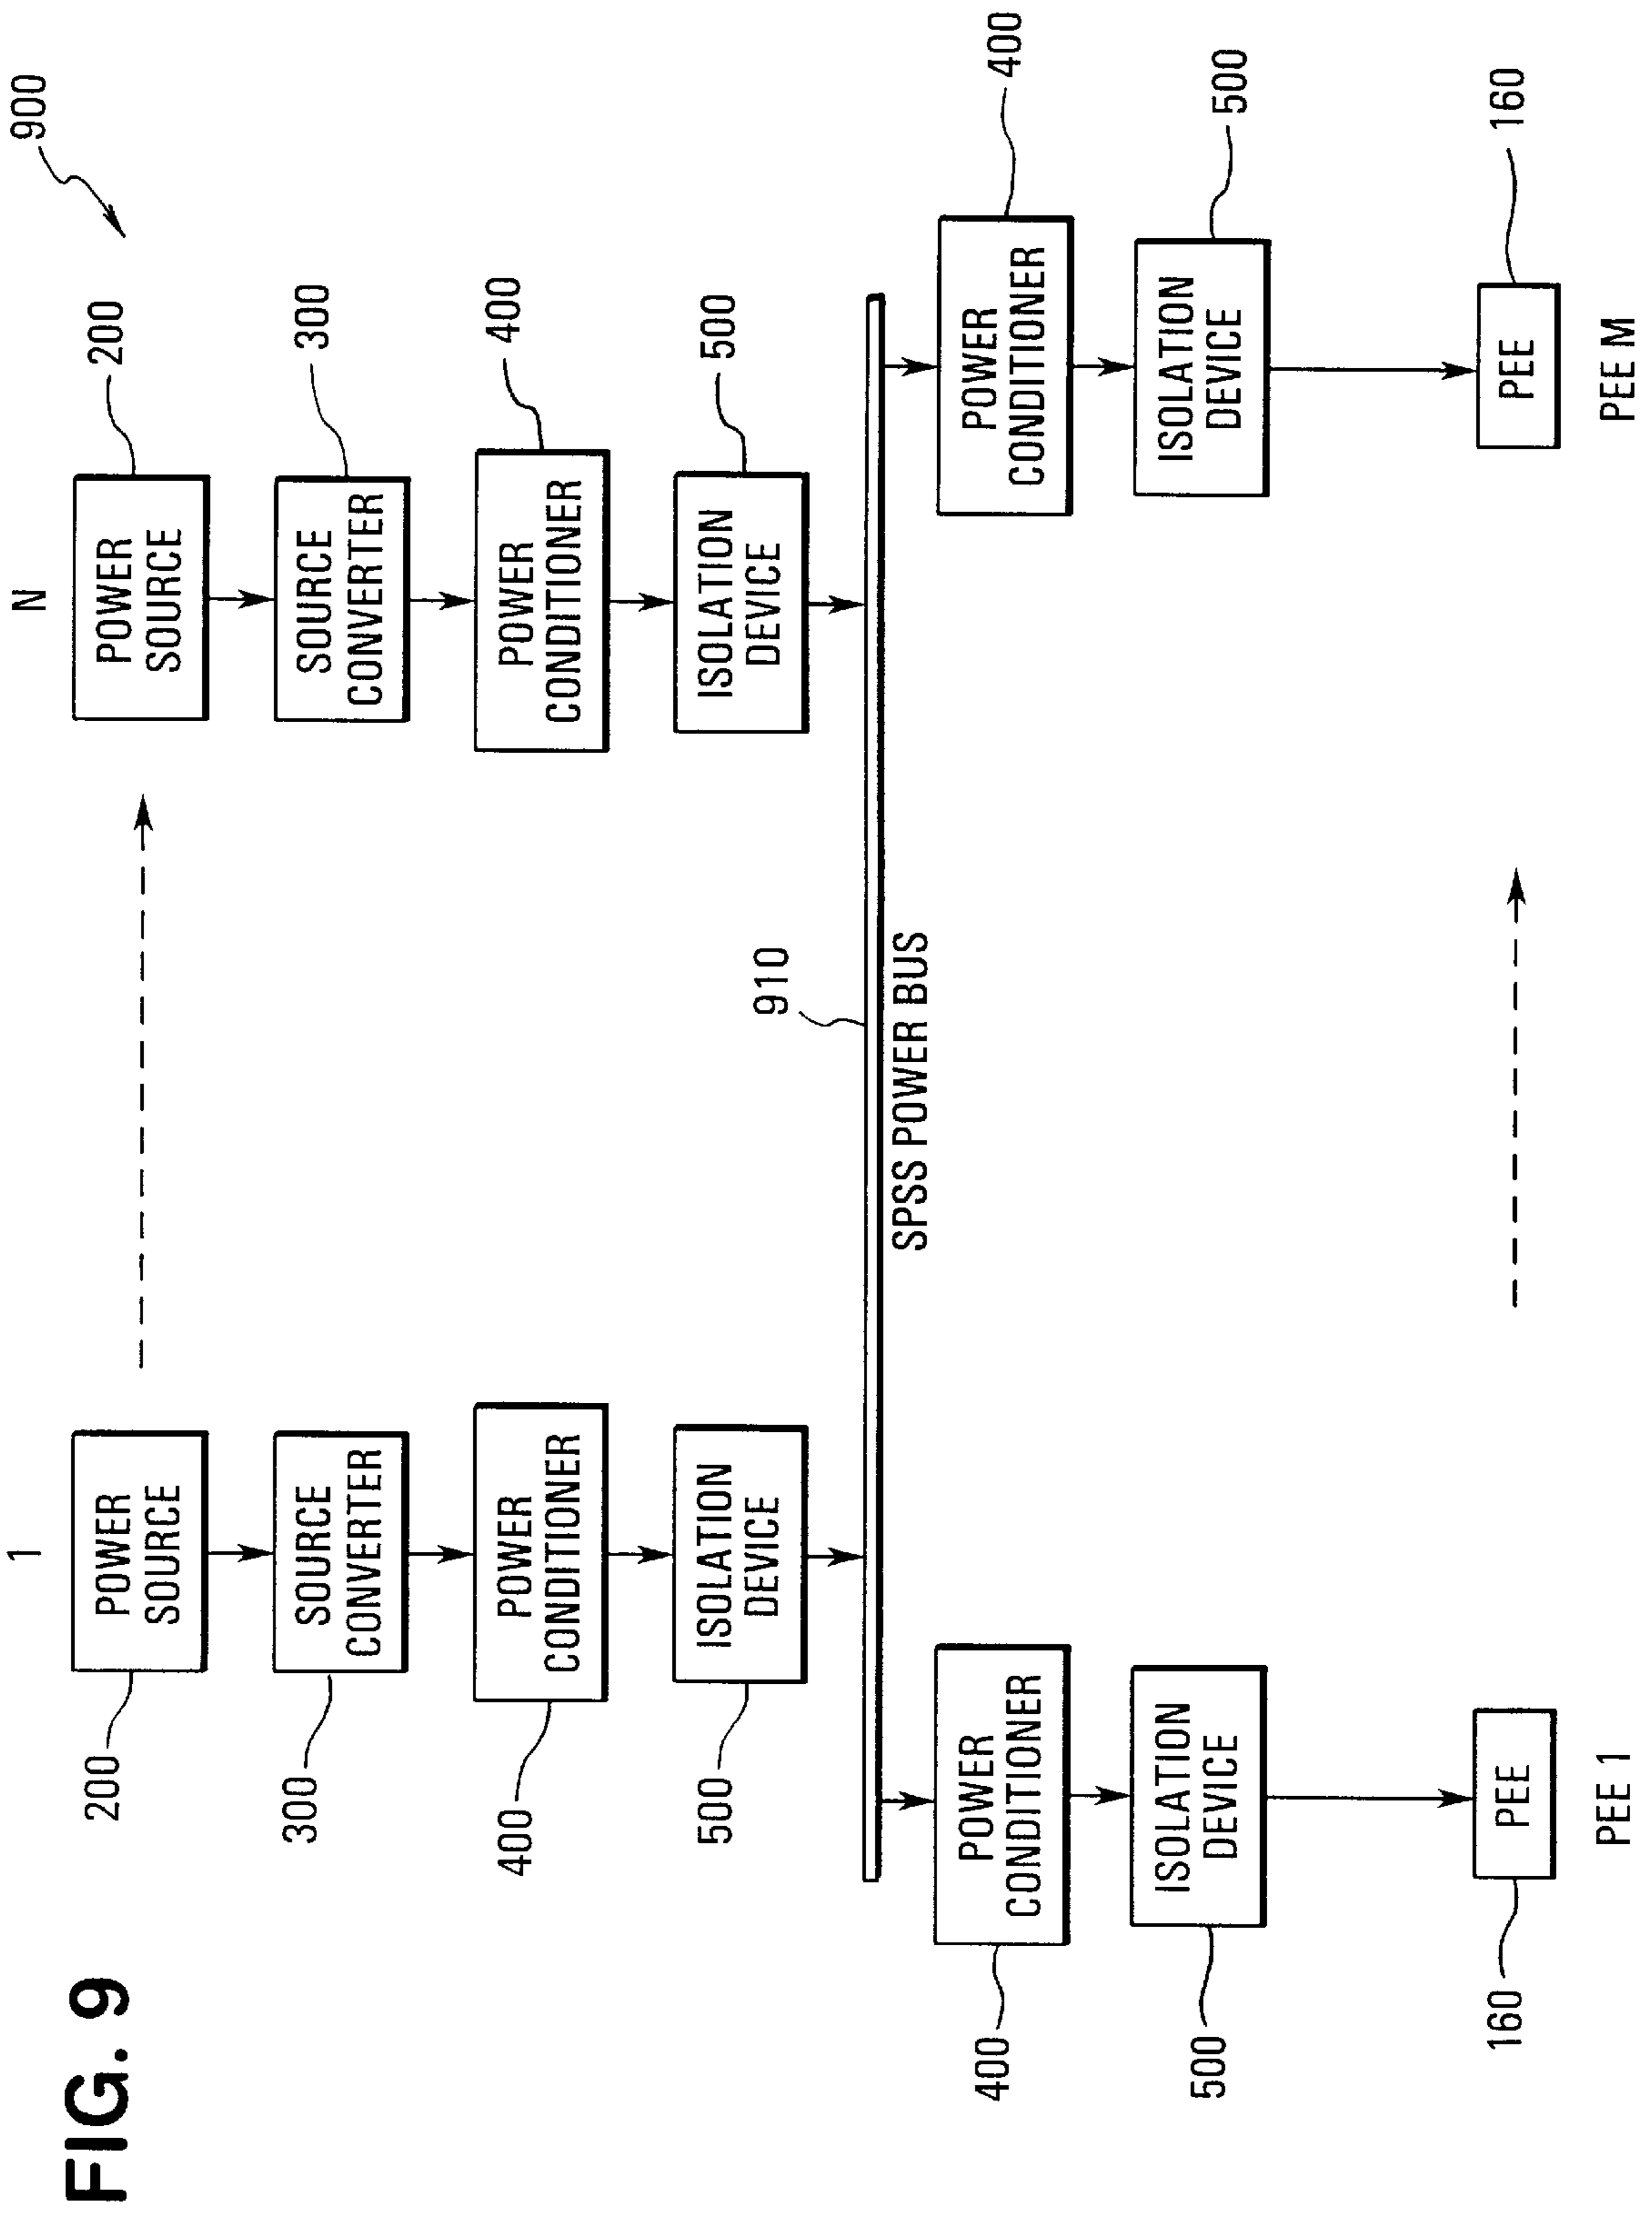 FIG. 9
900
1
N
200
POWER
SOURCE
POWER
SOURCE
200
300
SOURCE
CONVERTER
SOURCE
CONVERTER
300
400
POWER
CONDITIONER
POWER
CONDITIONER
400
500
ISOLATION
DEVICE
ISOLATION
DEVICE
500
910
SPSS POWER BUS
400
POWER
CONDITIONER
POWER
CONDITIONER
400
500
ISOLATION
DEVICE
ISOLATION
DEVICE
500
160
PEE
PEE
160
PEE 1
PEE M